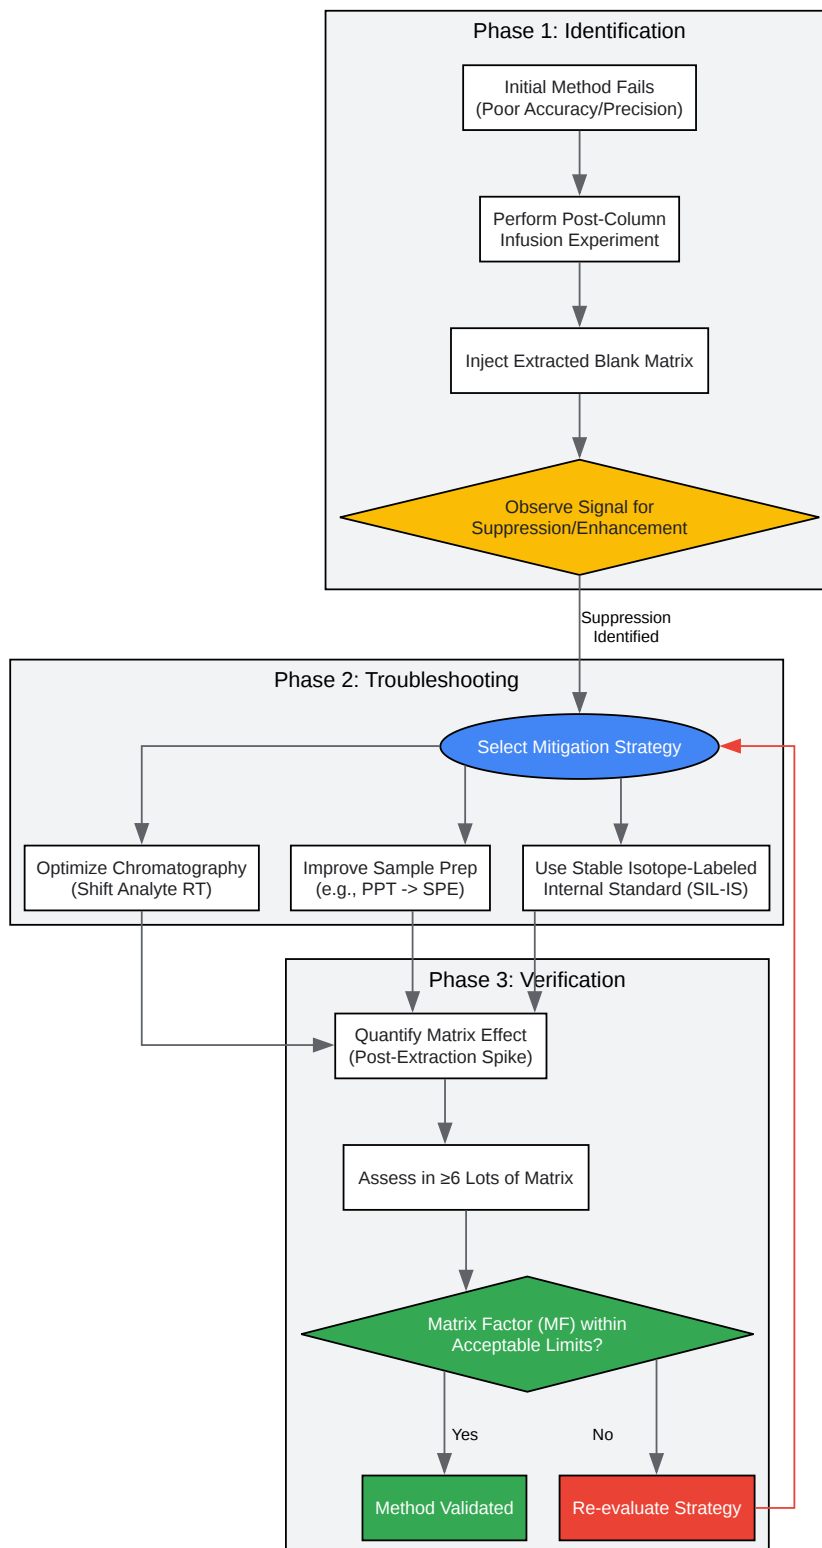 Phase 1: Identification
Initial Method Fails
(Poor Accuracy/Precision)
Perform Post-Column
Infusion Experiment
Inject Extracted Blank Matrix
Observe Signal for
Suppression/Enhancement
Suppression
Identified
Phase 2: Troubleshooting
Select Mitigation Strategy
Optimize Chromatography
(Shift Analyte RT)
Improve Sample Prep
(e.g., PPT -> SPE)
Use Stable Isotope-Labeled
Internal Standard (SIL-IS)
Phase 3: Verification
Quantify Matrix Effect
(Post-Extraction Spike)
Assess in ≥6 Lots of Matrix
Matrix Factor (MF) within
Acceptable Limits?
Yes
No
Method Validated
Re-evaluate Strategy